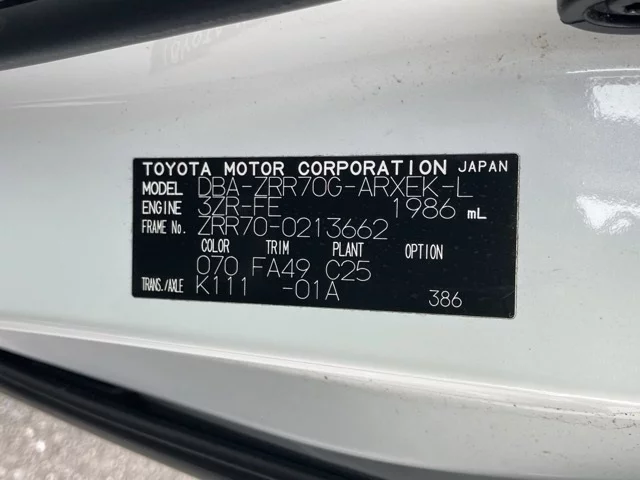 TOYOTA MOTOR CORPORATION JAPAN
MODEL DBA-ZRR70G-ARXEK-L
ENGINE 3ZR-FE 1986 mL
FRAME No. ZRR70-0213662
COLOR TRIM PLANT OPTION
070 FA49 C25
TRANS./AXLE K111 -01A 386